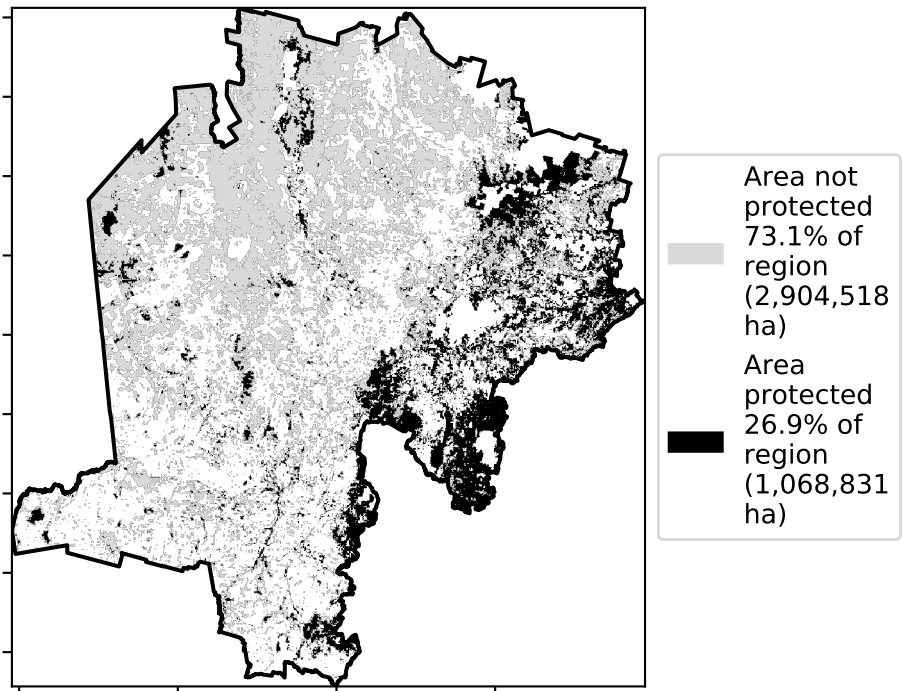 Area not
protected
73.1% of
region
(2,904,518
ha)
Area
protected
26.9% of
region
(1,068,831
ha)